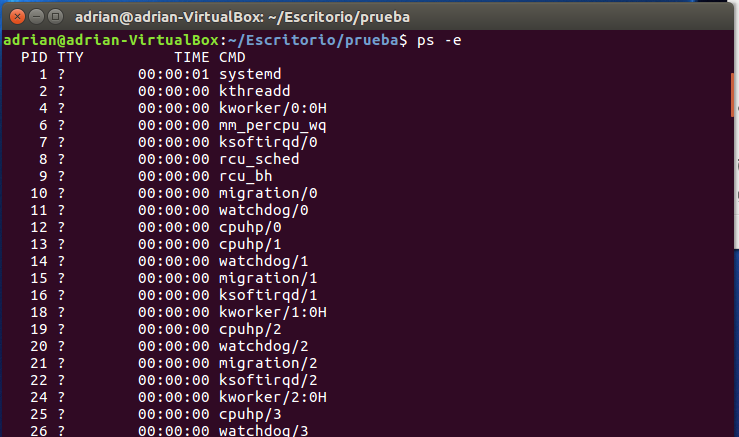 adrian@adrian-VirtualBox: ~/Escritorio/prueba
adrian@adrian-VirtualBox:~/Escritorio/prueba$ ps -e
  PID TTY          TIME CMD
    1 ?        00:00:01 systemd
    2 ?        00:00:00 kthreadd
    4 ?        00:00:00 kworker/0:0H
    6 ?        00:00:00 mm_percpu_wq
    7 ?        00:00:00 ksoftirqd/0
    8 ?        00:00:00 rcu_sched
    9 ?        00:00:00 rcu_bh
   10 ?        00:00:00 migration/0
   11 ?        00:00:00 watchdog/0
   12 ?        00:00:00 cpuhp/0
   13 ?        00:00:00 cpuhp/1
   14 ?        00:00:00 watchdog/1
   15 ?        00:00:00 migration/1
   16 ?        00:00:00 ksoftirqd/1
   18 ?        00:00:00 kworker/1:0H
   19 ?        00:00:00 cpuhp/2
   20 ?        00:00:00 watchdog/2
   21 ?        00:00:00 migration/2
   22 ?        00:00:00 ksoftirqd/2
   24 ?        00:00:00 kworker/2:0H
   25 ?        00:00:00 cpuhp/3
   26 ?        00:00:00 watchdog/3